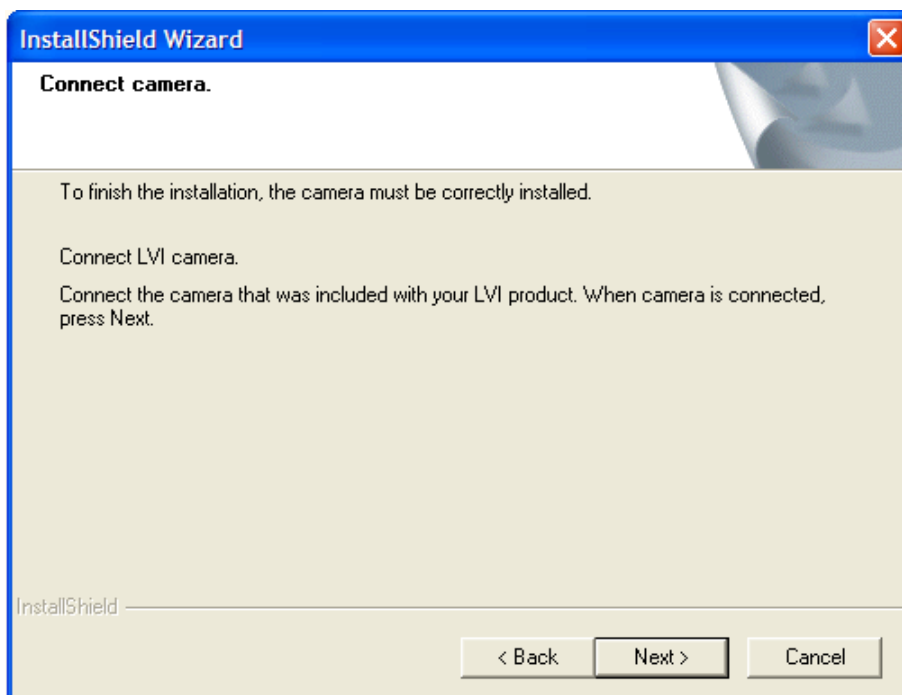 InstallShield Wizard
Connect camera.
To finish the installation, the camera must be correctly installed.
Connect LVI camera.
Connect the camera that was included with your LVI product. When camera is connected,
press Next.
InstallShield
< Back
Next >
Cancel